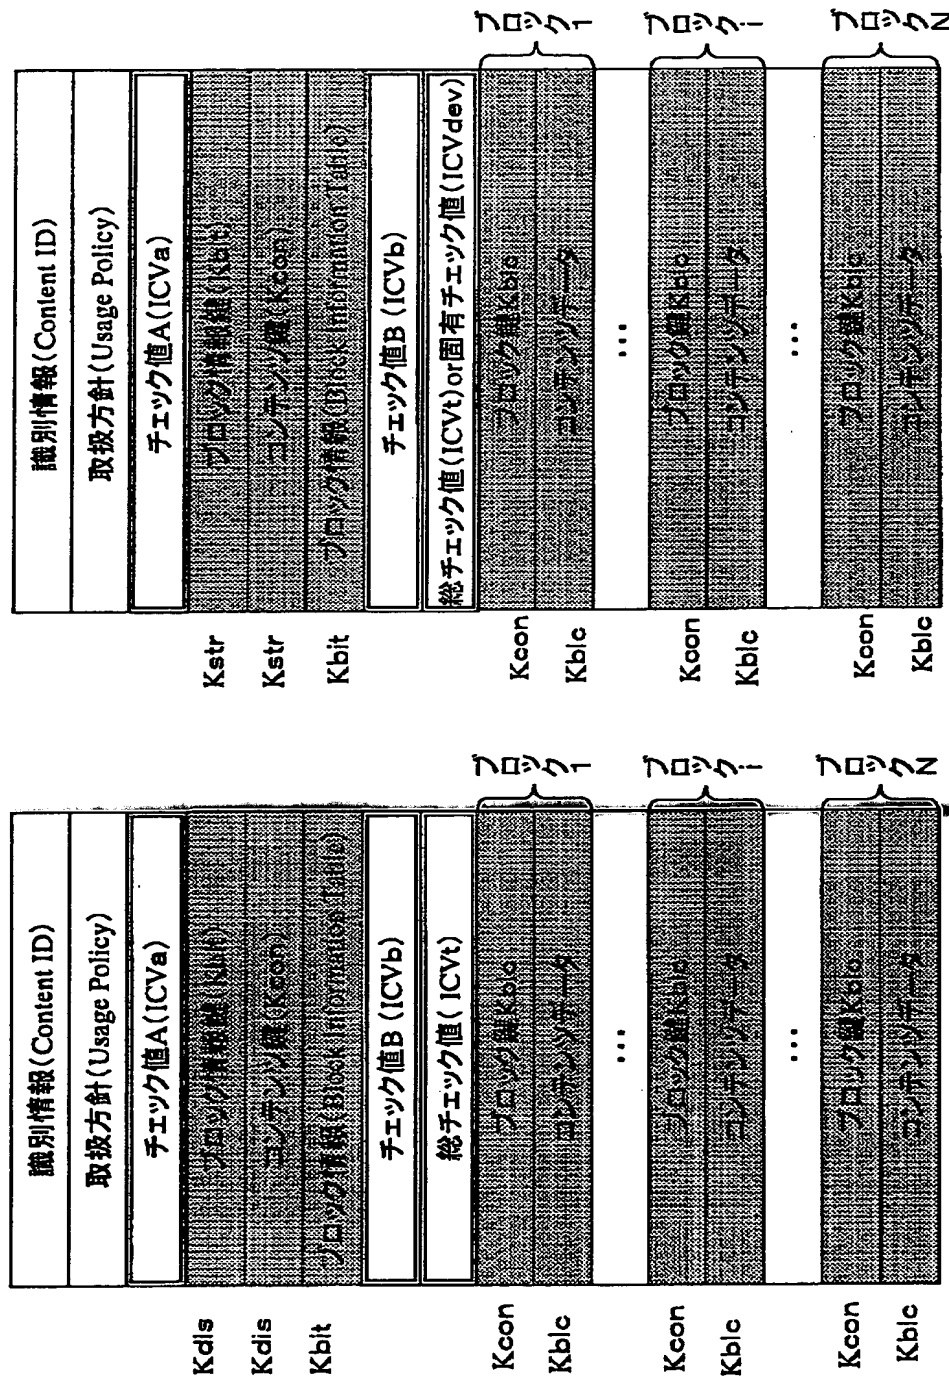 識別情報(Content ID)
取扱方針(Usage Policy)
チェック値A(ICVa)
Kdis ブロック情報鍵(kbit)
Kdis コンテンツ鍵(Kcon)
Kbit ブロック情報(Block Information Table)
チェック値B(ICVb)
総チェック値(ICVt)
Kcon ブロック鍵Kblc
Kblc コンテンツデータ
ブロック1
…
Kcon ブロック鍵Kblc
Kblc コンテンツデータ
ブロックi
…
Kcon ブロック鍵Kblc
Kblc コンテンツデータ
ブロックN
識別情報(Content ID)
取扱方針(Usage Policy)
チェック値A(ICVa)
Kstr ブロック情報鍵(kbit)
Kstr コンテンツ鍵(Kcon)
Kbit ブロック情報(Block Information Table)
チェック値B(ICVb)
総チェック値(ICVt)or固有チェック値(ICVdev)
Kcon ブロック鍵Kblc
Kblc コンテンツデータ
ブロック1
…
Kcon ブロック鍵Kblc
Kblc コンテンツデータ
ブロックi
…
Kcon ブロック鍵Kblc
Kblc コンテンツデータ
ブロックN